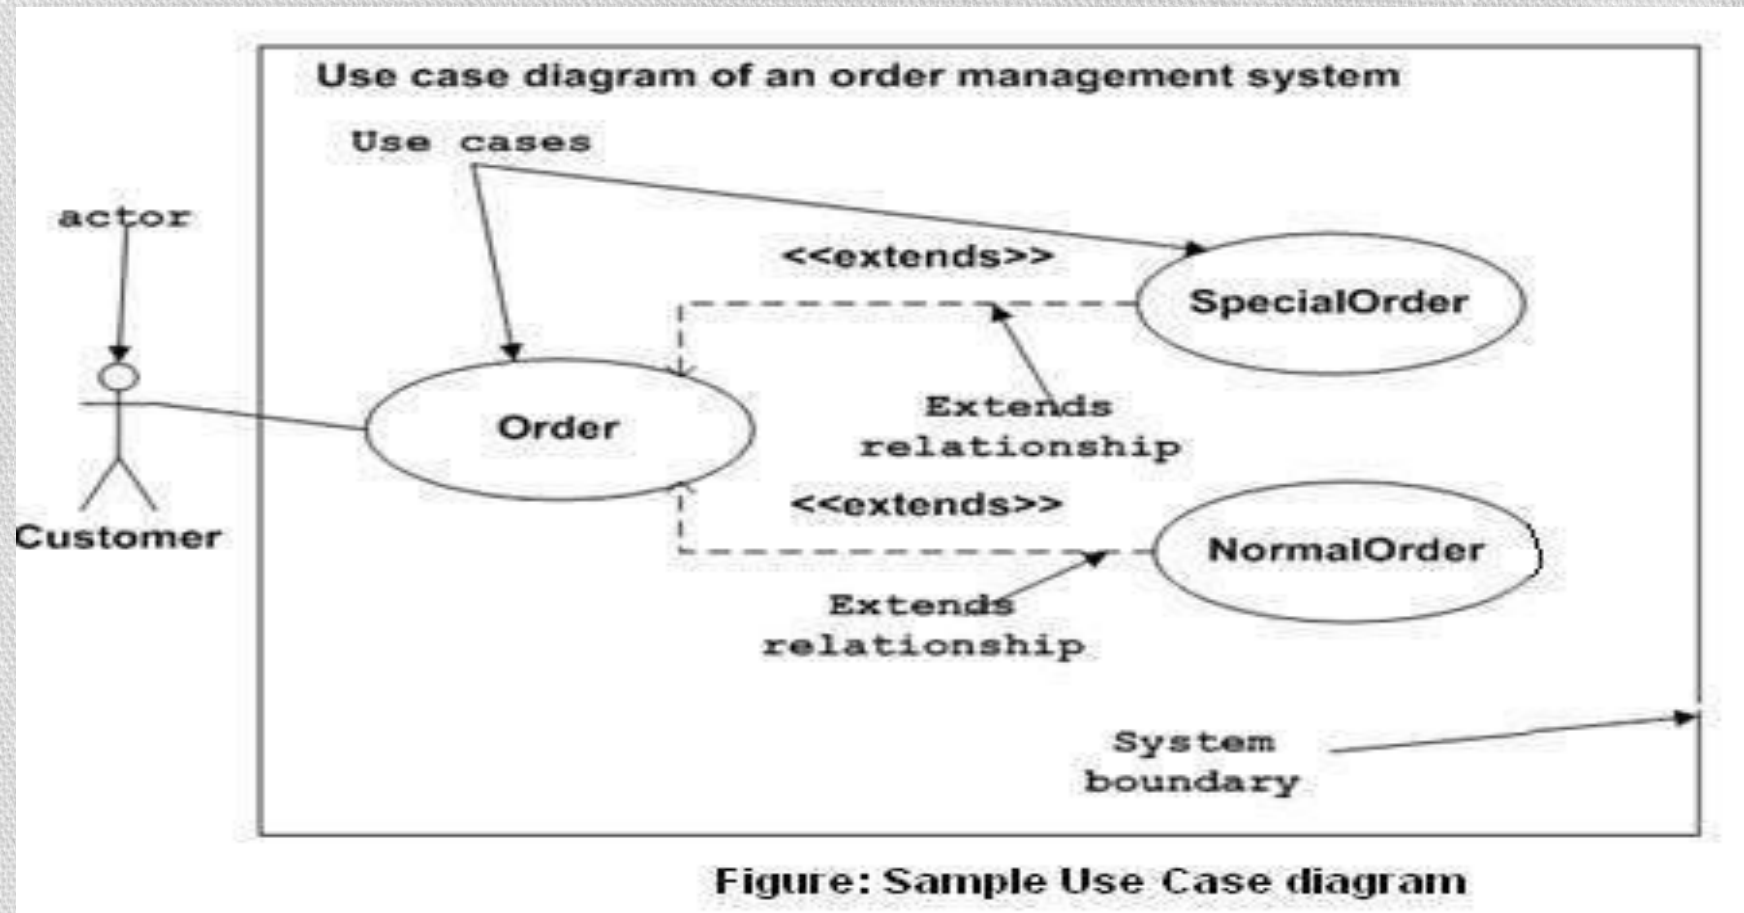 Use case diagram of an order management system
Use cases
actor
<<extends>>
SpecialOrder
Extends
relationship
Order
Customer
<<extends>>
NormalOrder
Extends
relationship
System
boundary
Figure: Sample Use Case diagram